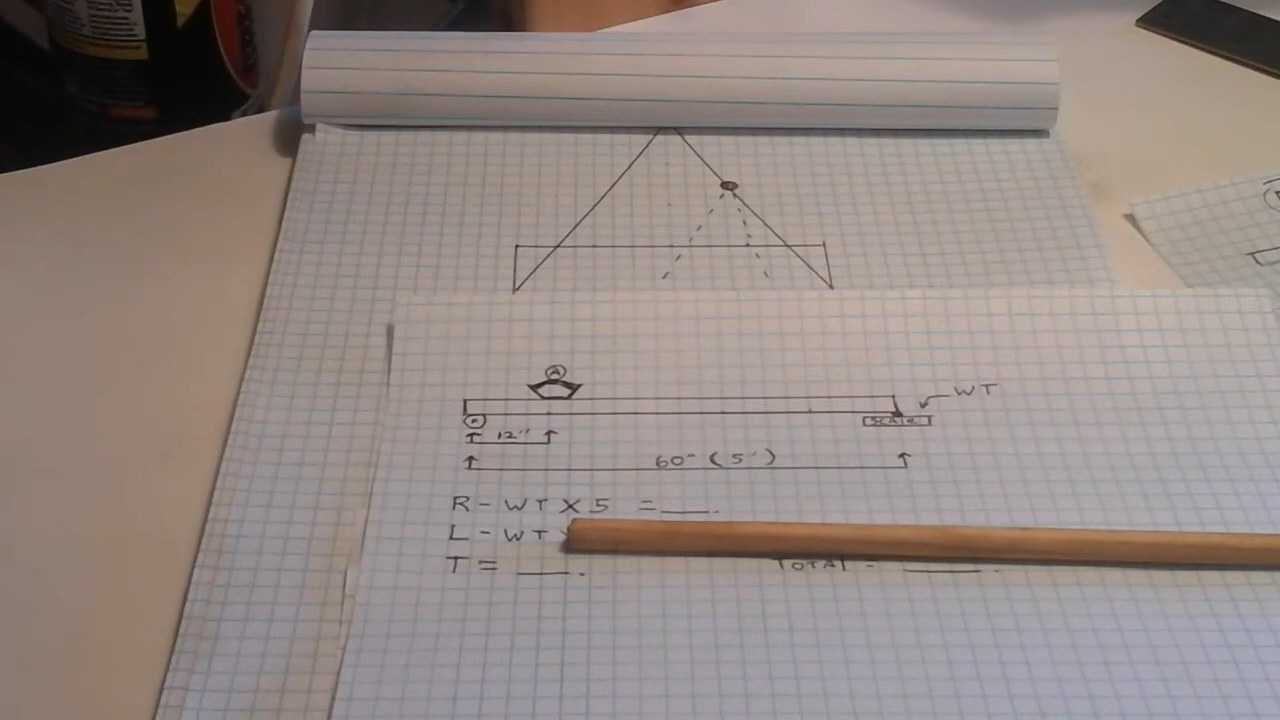 A
WT
SCALE
12"
60" (5')
R - WT X 5 = ___.
L - WT
T = ___.
TOTAL - ___.